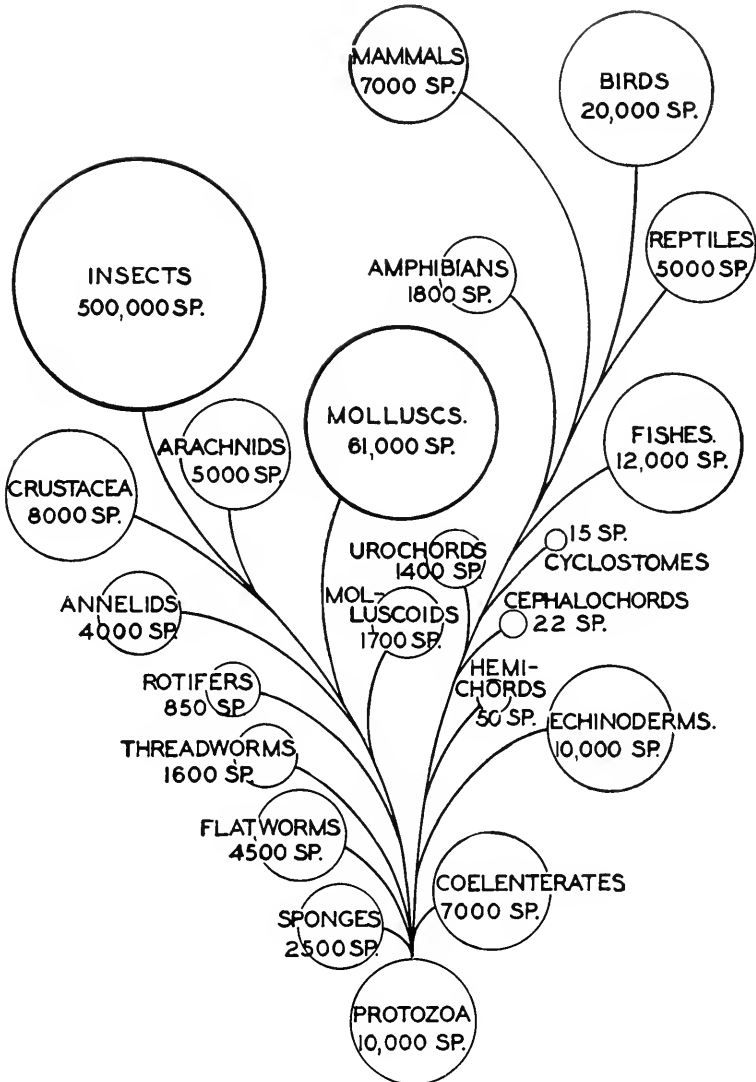 MAMMALS
7000 SP.
BIRDS
20,000 SP.
INSECTS
500,000 SP.
AMPHIBIANS
1800 SP.
REPTILES
5000 SP.
MOLLUSCS.
61,000 SP.
ARACHNIDS
5000 SP.
FISHES.
12,000 SP.
CRUSTACEA
8000 SP.
UROCHORDS
1400 SP.
15 SP.
CYCLOSTOMES
ANNELIDS
4000 SP.
MOL-
LUSCOIDS
1700 SP.
CEPHALOCHORDS
22 SP.
ROTIFERS
850 SP
HEMI-
CHORDS
50 SP.
ECHINODERMS.
10,000 SP.
THREADWORMS
1600 SP.
FLATWORMS
4500 SP.
COELENTERATES
7000 SP.
SPONGES
2500 SP.
PROTOZOA
10,000 SP.